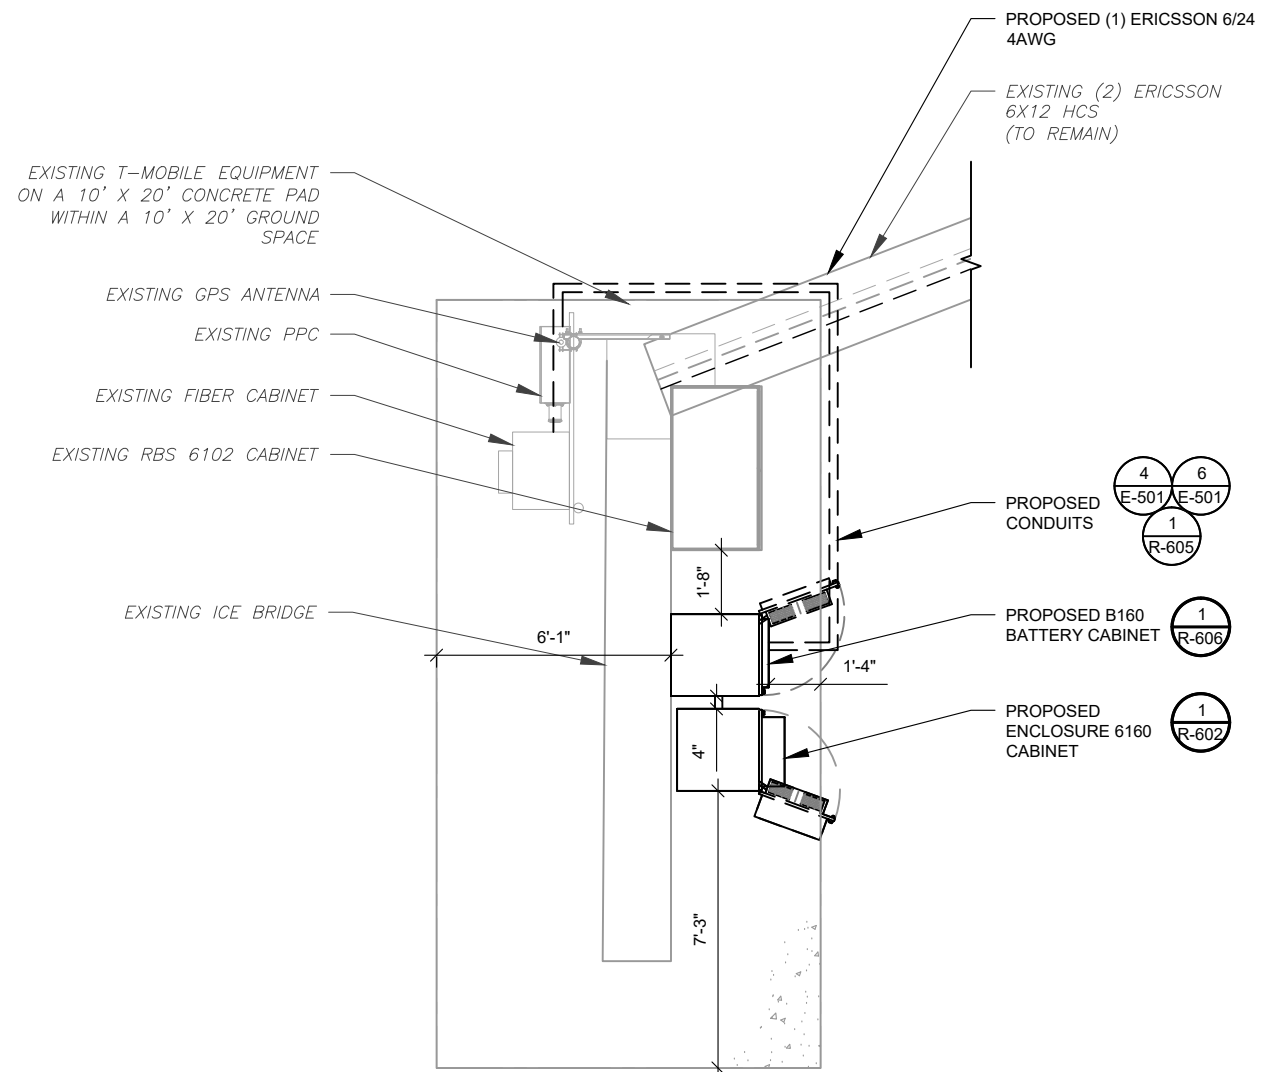 PROPOSED (1) ERICSSON 6/24
4AWG
EXISTING (2) ERICSSON
6X12 HCS
(TO REMAIN)
EXISTING T-MOBILE EQUIPMENT
ON A 10' X 20' CONCRETE PAD
WITHIN A 10' X 20' GROUND
SPACE
EXISTING GPS ANTENNA
EXISTING PPC
EXISTING FIBER CABINET
EXISTING RBS 6102 CABINET
EXISTING ICE BRIDGE
PROPOSED
CONDUITS
4
E-501
6
E-501
1
R-605
PROPOSED B160
BATTERY CABINET
1
R-606
PROPOSED
ENCLOSURE 6160
CABINET
1
R-602
1'-8"
6'-1"
1'-4"
4"
7'-3"